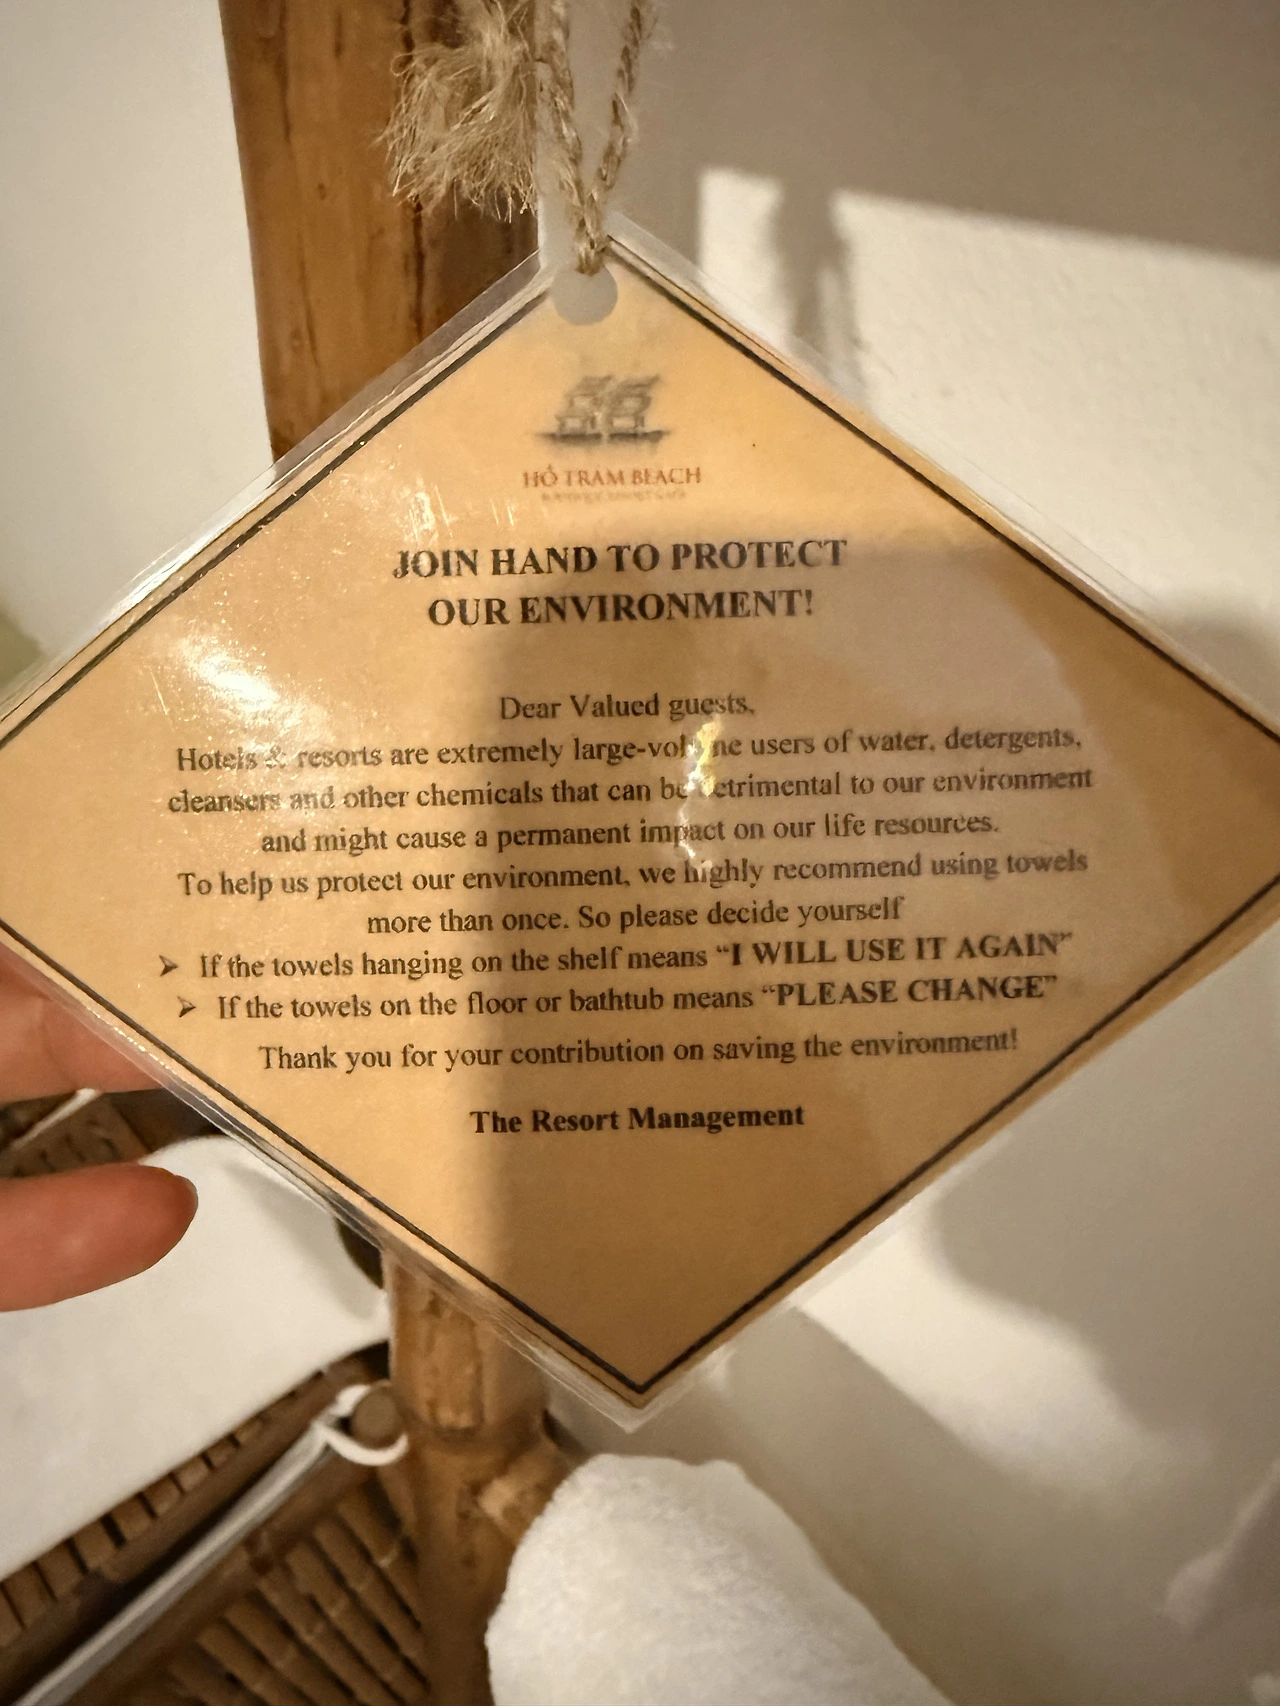 HỒ TRAM BEACH
JOIN HAND TO PROTECT
OUR ENVIRONMENT!
Dear Valued guests,
Hotels & resorts are extremely large-volume users of water, detergents,
cleansers and other chemicals that can be detrimental to our environment
and might cause a permanent impact on our life resources.
To help us protect our environment, we highly recommend using towels
more than once. So please decide yourself
➢ If the towels hanging on the shelf means “I WILL USE IT AGAIN”
➢ If the towels on the floor or bathtub means “PLEASE CHANGE”
Thank you for your contribution on saving the environment!
The Resort Management